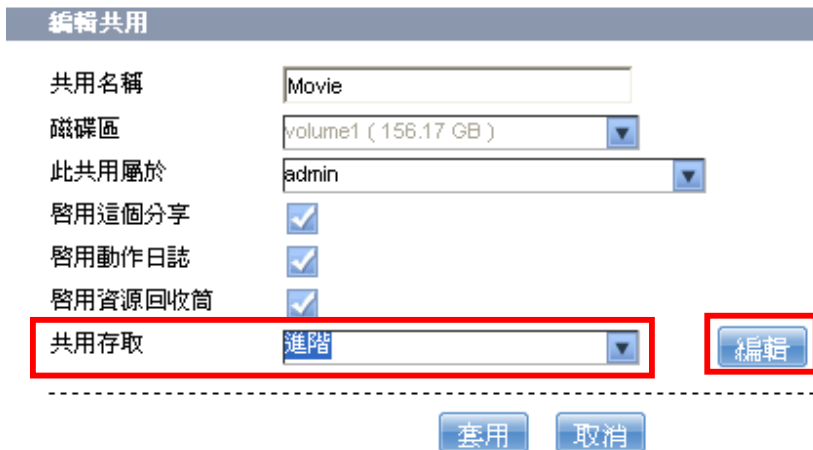 編輯共用
共用名稱 Movie
磁碟區 volume1 ( 156.17 GB )
此共用屬於 admin
啓用這個分享
啓用動作日誌
啓用資源回收筒
共用存取 進階 編輯
套用 取消